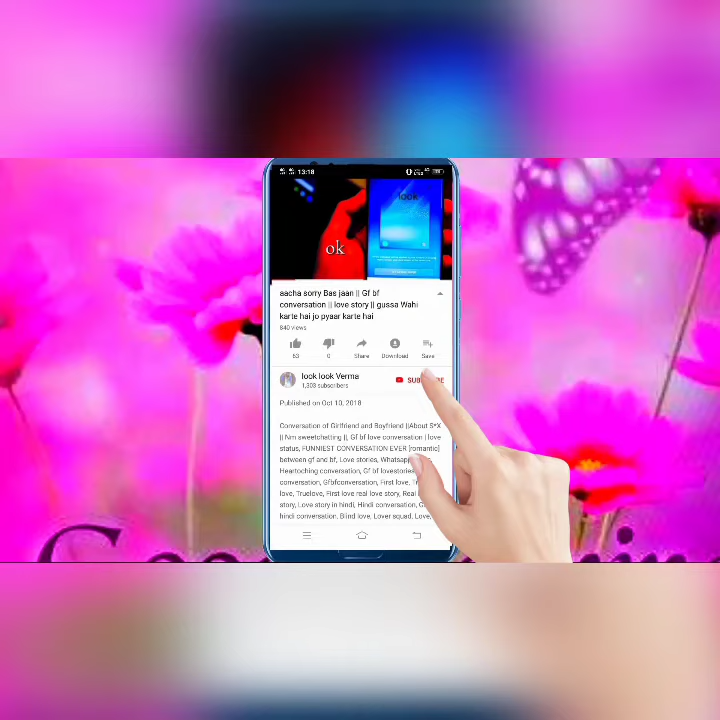 13:18
look
ok
aacha sorry Bas jaan || Gf bf
conversation || love story || gussa Wahi
karte hai jo pyaar karte hai
840 views
63
0
Share
Download
Save
look look Verma
1,303 subscribers
Published on Oct 10, 2018
Conversation of Girlfriend and Boyfriend ||About S*X
|| Nm sweetchatting ||, Gf bf love conversation | love
status, FUNNIEST CONVERSATION EVER [romantic]
between gf and bf, Love stories,
Heartoching conversation, Gf bf lovestories
conversation, Gfbfconversation, First love,
love, Truelove, First love real love story, Real
story, Love story in hindi, Hindi conversation,
hindi conversation, Blind love, Lover squad, Love,